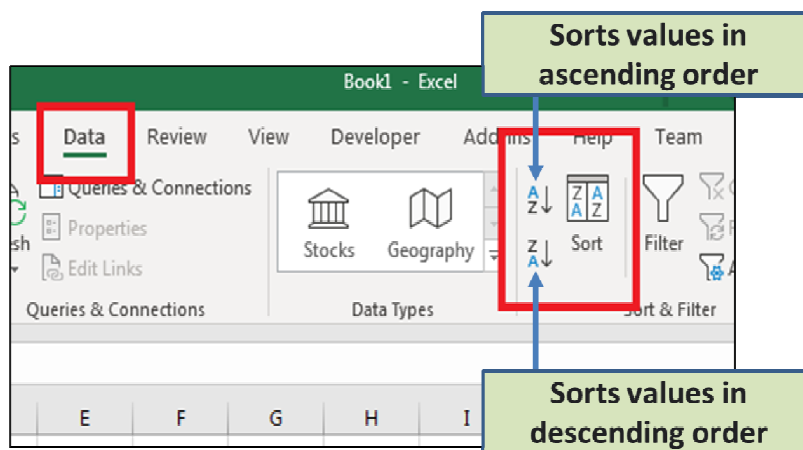 Sorts values in
ascending order
Book1 - Excel
s Data Review View Developer Add-ins Help Team
Queries & Connections
Properties
Edit Links
sh
Stocks Geography
A
Z
Z
A
Z A
A Z
Sort
Filter
Queries & Connections Data Types Sort & Filter
E F G H I
Sorts values in
descending order